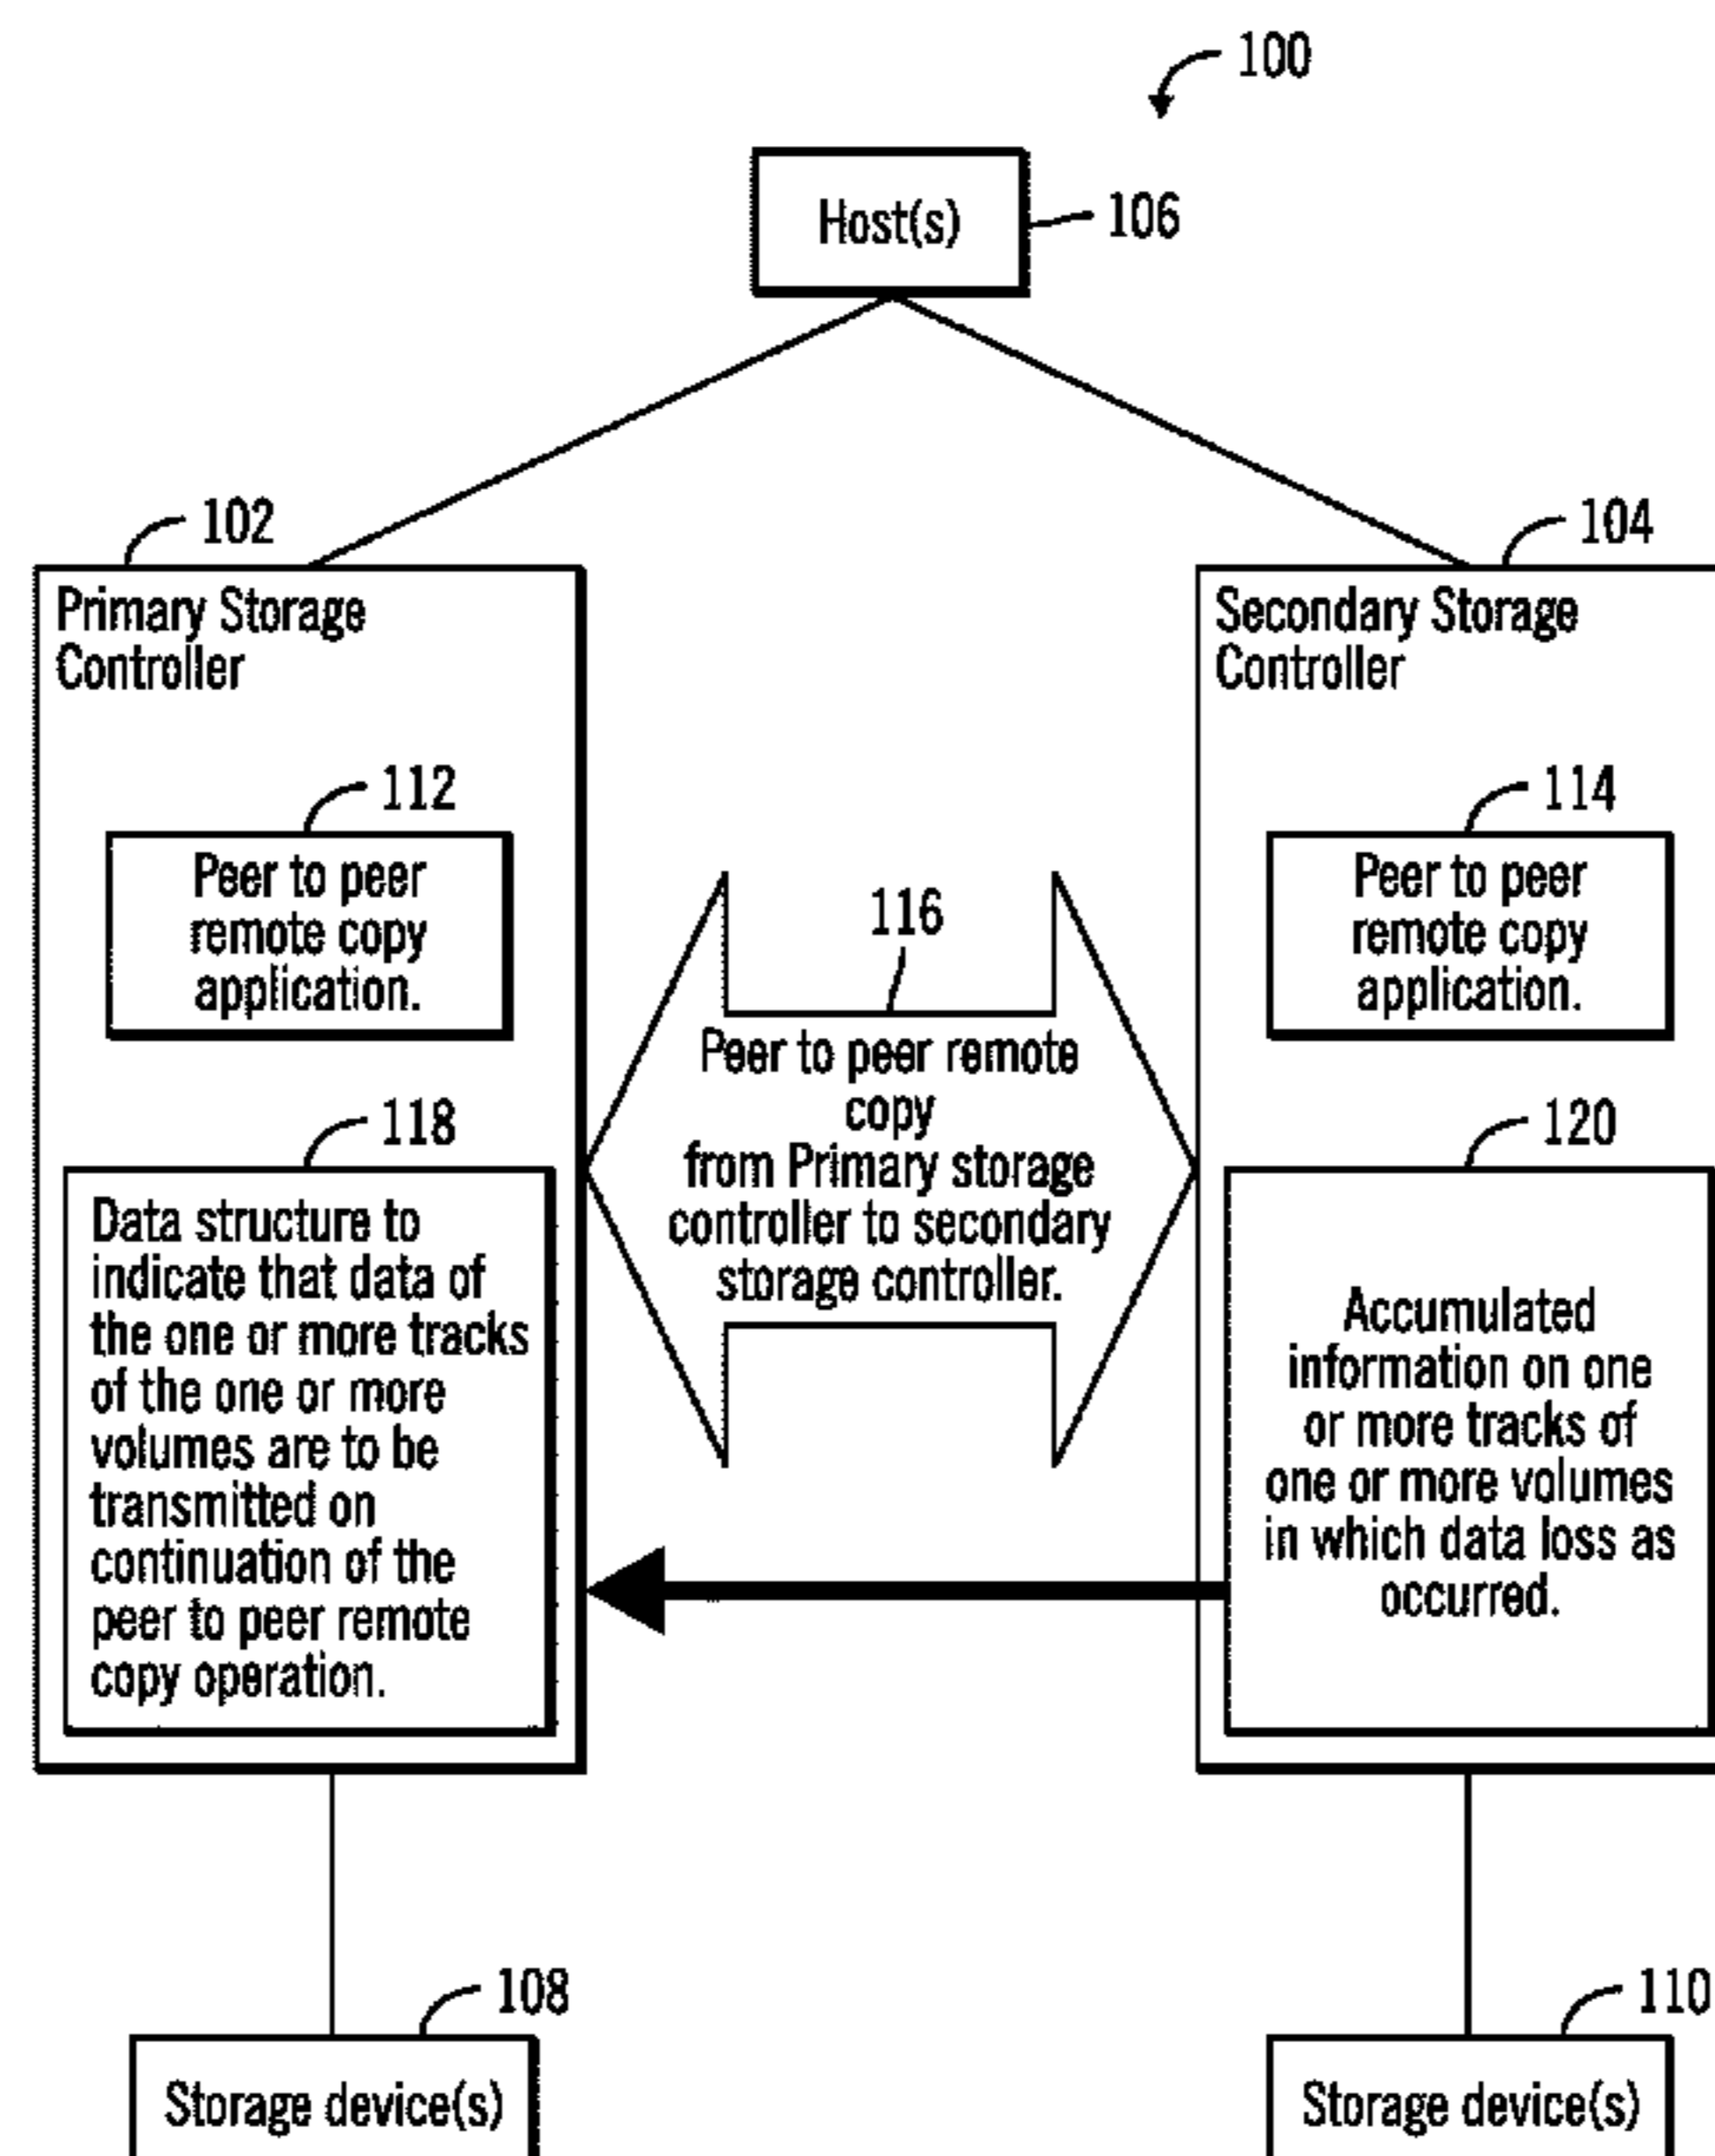 100
Host(s)
106
102
Primary Storage
Controller
112
Peer to peer
remote copy
application.
118
Data structure to
indicate that data of
the one or more tracks
of the one or more
volumes are to be
transmitted on
continuation of the
peer to peer remote
copy operation.
116
Peer to peer remote
copy
from Primary storage
controller to secondary
storage controller.
104
Secondary Storage
Controller
114
Peer to peer
remote copy
application.
120
Accumulated
information on one
or more tracks of
one or more volumes
in which data loss as
occurred.
108
Storage device(s)
110
Storage device(s)